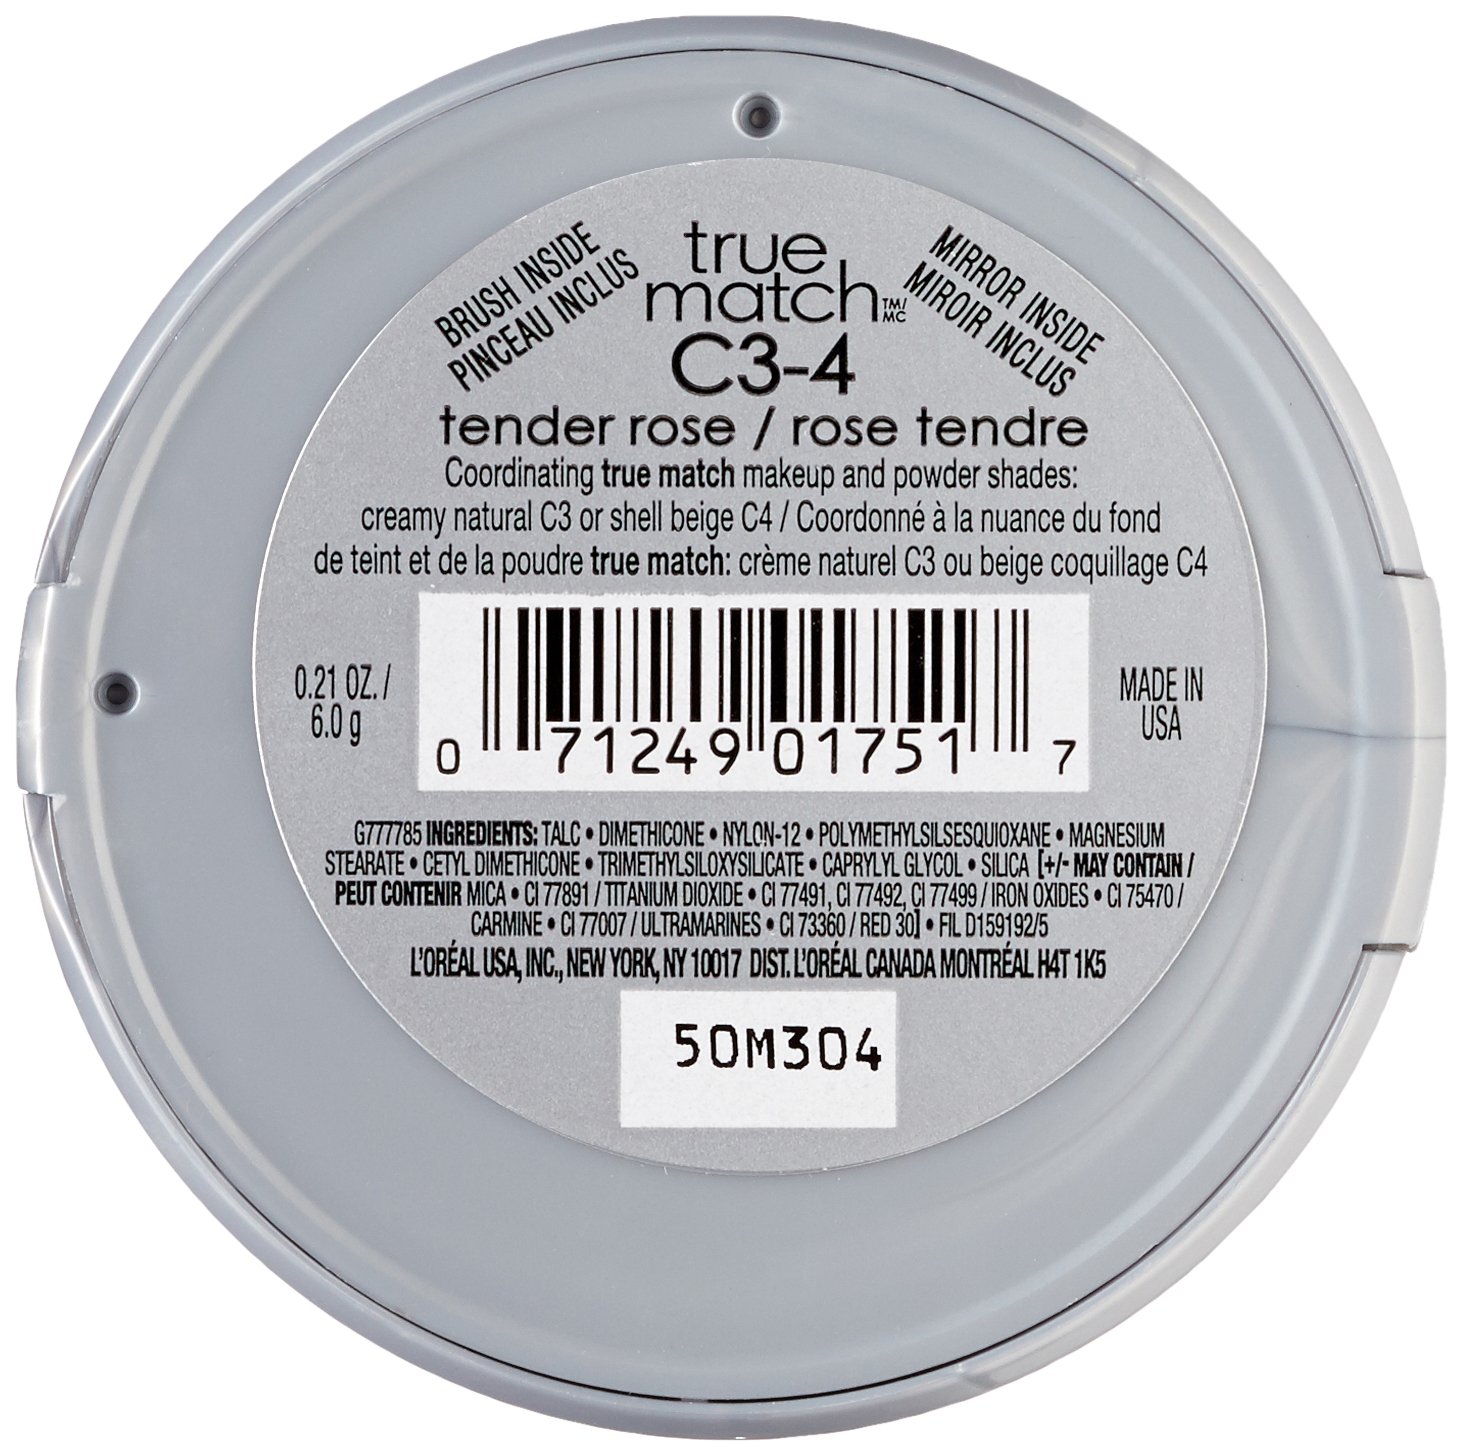 BRUSH INSIDE
PINCEAU INCLUS
true
match TM/MC
MIRROR INSIDE
MIROIR INCLUS
C3-4
tender rose / rose tendre
Coordinating true match makeup and powder shades:
creamy natural C3 or shell beige C4 / Coordonné à la nuance du fond
de teint et de la poudre true match: crème naturel C3 ou beige coquillage C4
0.21 OZ. /
6.0 g
0 71249 01751 7
MADE IN
USA
G777785 INGREDIENTS: TALC • DIMETHICONE • NYLON-12 • POLYMETHYLSILSESQUIOXANE • MAGNESIUM
STEARATE • CETYL DIMETHICONE • TRIMETHYLSILOXYSILICATE • CAPRYLYL GLYCOL • SILICA [+/- MAY CONTAIN /
PEUT CONTENIR MICA • CI 77891 / TITANIUM DIOXIDE • CI 77491, CI 77492, CI 77499 / IRON OXIDES • CI 75470 /
CARMINE • CI 77007 / ULTRAMARINES • CI 73360 / RED 30] • FIL D159192/5
L'ORÉAL USA, INC., NEW YORK, NY 10017 DIST. L'ORÉAL CANADA MONTRÉAL H4T 1K5
50M304